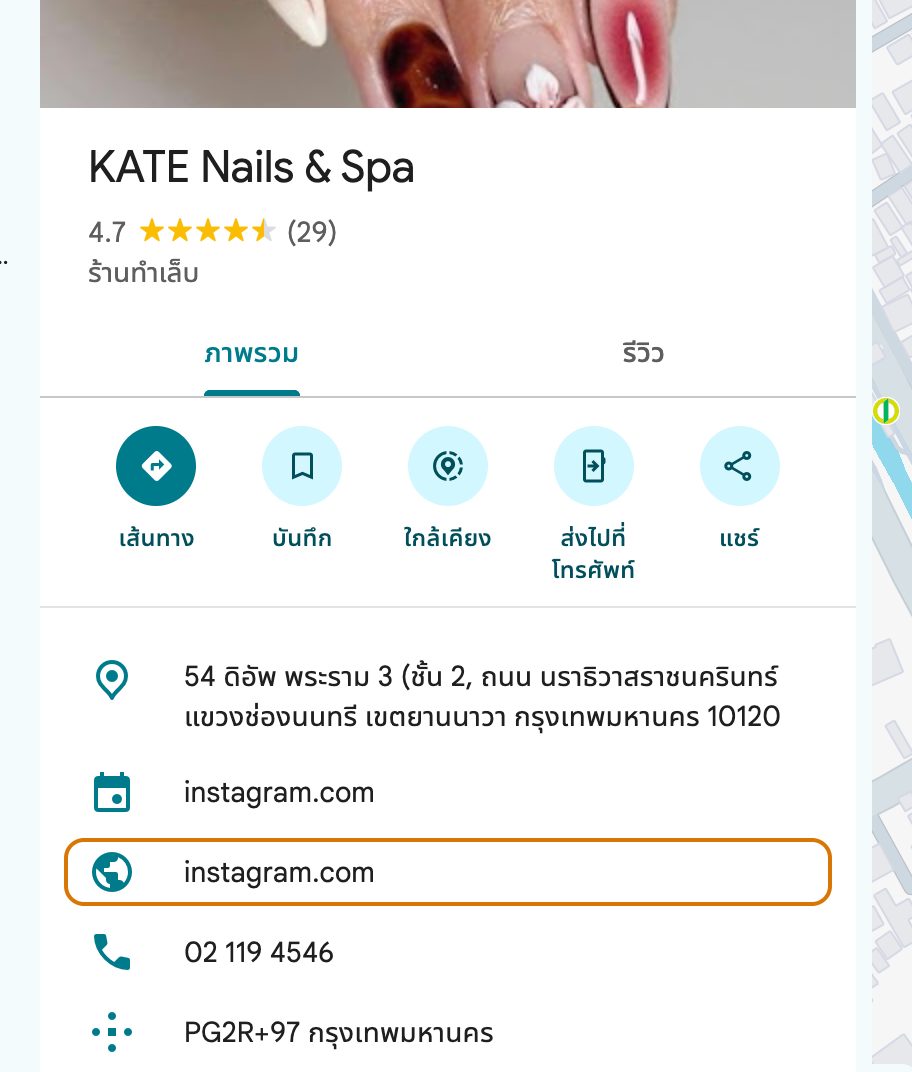 KATE Nails & Spa
4.7 (29)
ร้านทำเล็บ
..
ภาพรวม
รีวิว
เส้นทาง
บันทึก
ใกล้เคียง
ส่งไปที่
โทรศัพท์
แชร์
54 ดิอัพ พระราม 3 (ชั้น 2, ถนน นราธิวาสราชนครินทร์
แขวงช่องนนทรี เขตยานนาวา กรุงเทพมหานคร 10120
instagram.com
instagram.com
02 119 4546
PG2R+97 กรุงเทพมหานคร